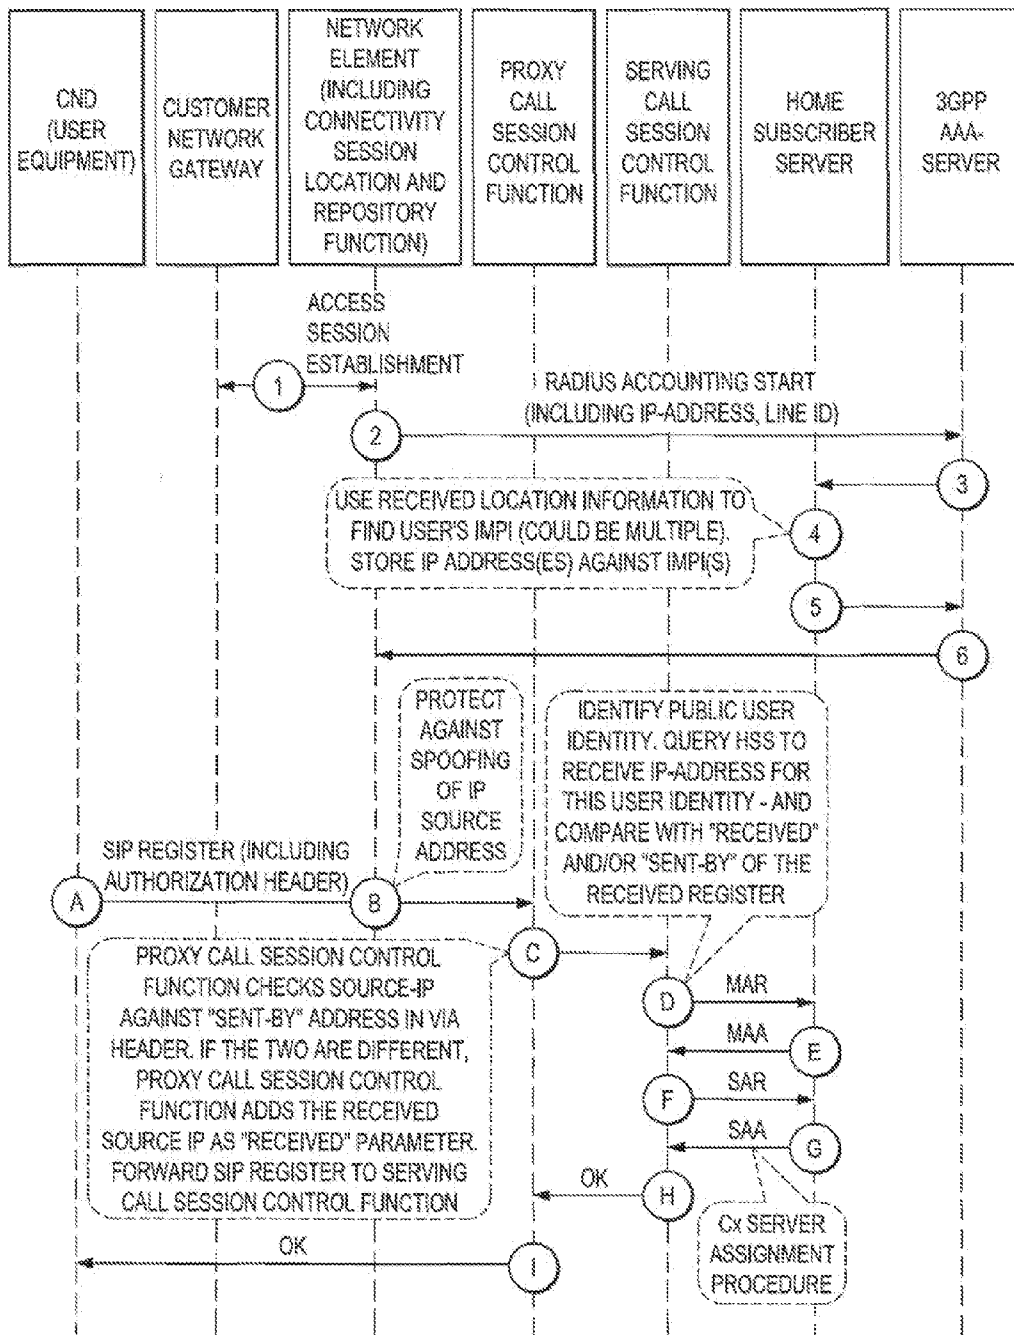 CND
(USER
EQUIPMENT)
CUSTOMER
NETWORK
GATEWAY
NETWORK
ELEMENT
(INCLUDING
CONNECTIVITY
SESSION
LOCATION AND
REPOSITORY
FUNCTION)
PROXY
CALL
SESSION
CONTROL
FUNCTION
SERVING
CALL
SESSION
CONTROL
FUNCTION
HOME
SUBSCRIBER
SERVER
3GPP
AAA-
SERVER
ACCESS
SESSION
ESTABLISHMENT
1
RADIUS ACCOUNTING START
(INCLUDING IP-ADDRESS, LINE ID)
2
3
USE RECEIVED LOCATION INFORMATION TO
FIND USER'S IMPI (COULD BE MULTIPLE).
STORE IP ADDRESS(ES) AGAINST IMPI(S)
4
5
6
PROTECT
AGAINST
SPOOFING
OF IP
SOURCE
ADDRESS
IDENTIFY PUBLIC USER
IDENTITY. QUERY HSS TO
RECEIVE IP-ADDRESS FOR
THIS USER IDENTITY - AND
COMPARE WITH "RECEIVED"
AND/OR "SENT-BY" OF THE
RECEIVED REGISTER
SIP REGISTER (INCLUDING
AUTHORIZATION HEADER)
A
B
C
PROXY CALL SESSION CONTROL
FUNCTION CHECKS SOURCE-IP
AGAINST "SENT-BY" ADDRESS IN VIA
HEADER. IF THE TWO ARE DIFFERENT,
PROXY CALL SESSION CONTROL
FUNCTION ADDS THE RECEIVED
SOURCE IP AS "RECEIVED" PARAMETER.
FORWARD SIP REGISTER TO SERVING
CALL SESSION CONTROL FUNCTION
D
MAR
MAA
E
F
SAR
SAA
G
OK
H
Cx SERVER
ASSIGNMENT
PROCEDURE
OK
I